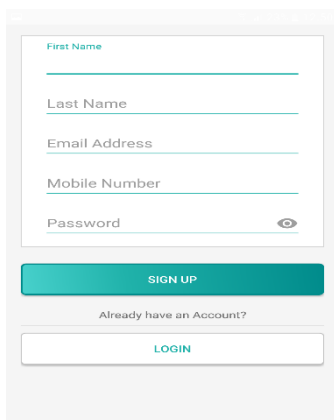 First Name
Last Name
Email Address
Mobile Number
Password
SIGN UP
Already have an Account?
LOGIN